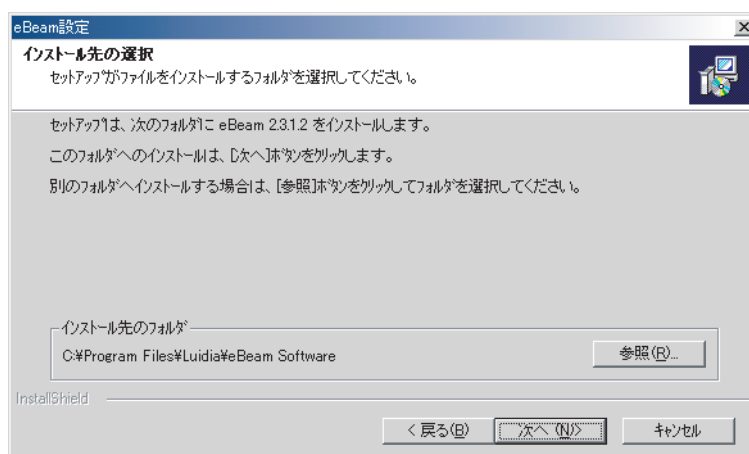 eBeam設定
インストール先の選択
セットアップがファイルをインストールするフォルダを選択してください。
セットアップは、次のフォルダに eBeam 2.3.1.2 をインストールします。
このフォルダへのインストールは、[次へ]ボタンをクリックします。
別のフォルダへインストールする場合は、[参照]ボタンをクリックしてフォルダを選択してください。
インストール先のフォルダ
C:¥Program Files¥Luidia¥eBeam Software
参照(R)...
InstallShield
< 戻る(B)
次へ (N)>
キャンセル